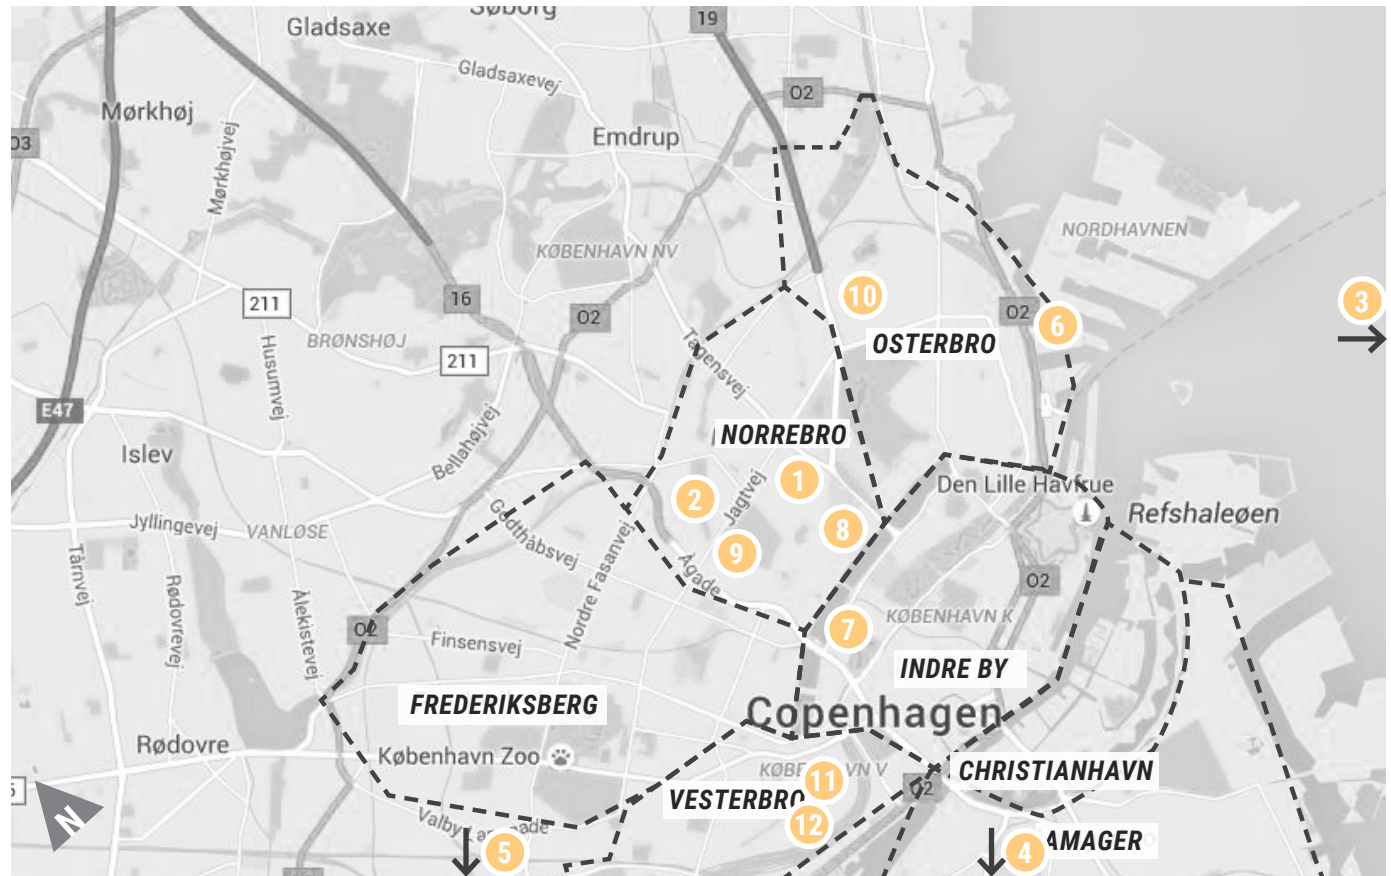 Søborg
Gladsaxe
19
Gladsaxevej
O2
Mørkhøj
Emdrup
O3
Mørkhøjvej
NORDHAVNEN
KØBENHAVN NV
211
16
10
3
O2
O2
6
BRØNSHØJ
OSTERBRO
211
Husumvej
Tagensvej
E47
Islev
Bellahøjvej
NORREBRO
1
Den Lille Havfrue
2
Jagtvej
Refshaleøen
Jyllingevej
VANLØSE
Godthåbsvej
8
Nordre Fasanvej
9
Ågade
O2
Tårnvej
Rødovrevej
Ålekistevej
KØBENHAVN K
O2
Finsensvej
7
INDRE BY
FREDERIKSBERG
Copenhagen
Rødovre
København Zoo
KØBENHAVN V
11
CHRISTIANHAVN
O2
VESTERBRO
12
N
AMAGER
5
4